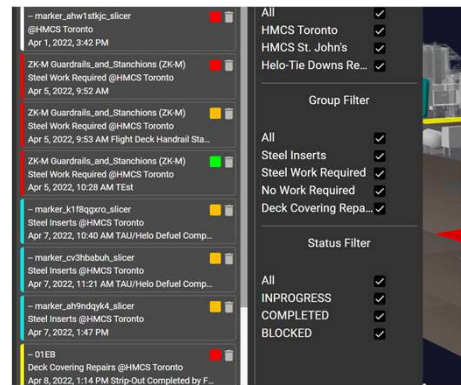 – marker_ahw1stkjc_slicer
@HMCS Toronto
Apr 1, 2022, 3:42 PM
ZK-M Guardrails_and_Stanchions (ZK-M)
Steel Work Required @HMCS Toronto
Apr 5, 2022, 9:52 AM
ZK-M Guardrails_and_Stanchions (ZK-M)
Steel Work Required @HMCS Toronto
Apr 5, 2022, 9:53 AM Flight Deck Handrail Sta...
ZK-M Guardrails_and_Stanchions (ZK-M)
Steel Work Required @HMCS Toronto
Apr 5, 2022, 10:28 AM TEst
– marker_k1f8qgxro_slicer
Steel Inserts @HMCS Toronto
Apr 7, 2022, 10:40 AM TAU/Helo Defuel Comp...
– marker_cv3hbabuh_slicer
Steel Inserts @HMCS Toronto
Apr 7, 2022, 11:21 AM TAU/Helo Defuel Comp...
– marker_ah9ndqyk4_slicer
Steel Inserts @HMCS Toronto
Apr 7, 2022, 1:47 PM
– 01EB
Deck Covering Repairs @HMCS Toronto
Apr 8, 2022, 1:14 PM Strip-Out Completed by F...
All
HMCS Toronto
HMCS St. John's
Helo-Tie Downs Re...
Group Filter
All
Steel Inserts
Steel Work Required
No Work Required
Deck Covering Repa...
Status Filter
All
INPROGRESS
COMPLETED
BLOCKED